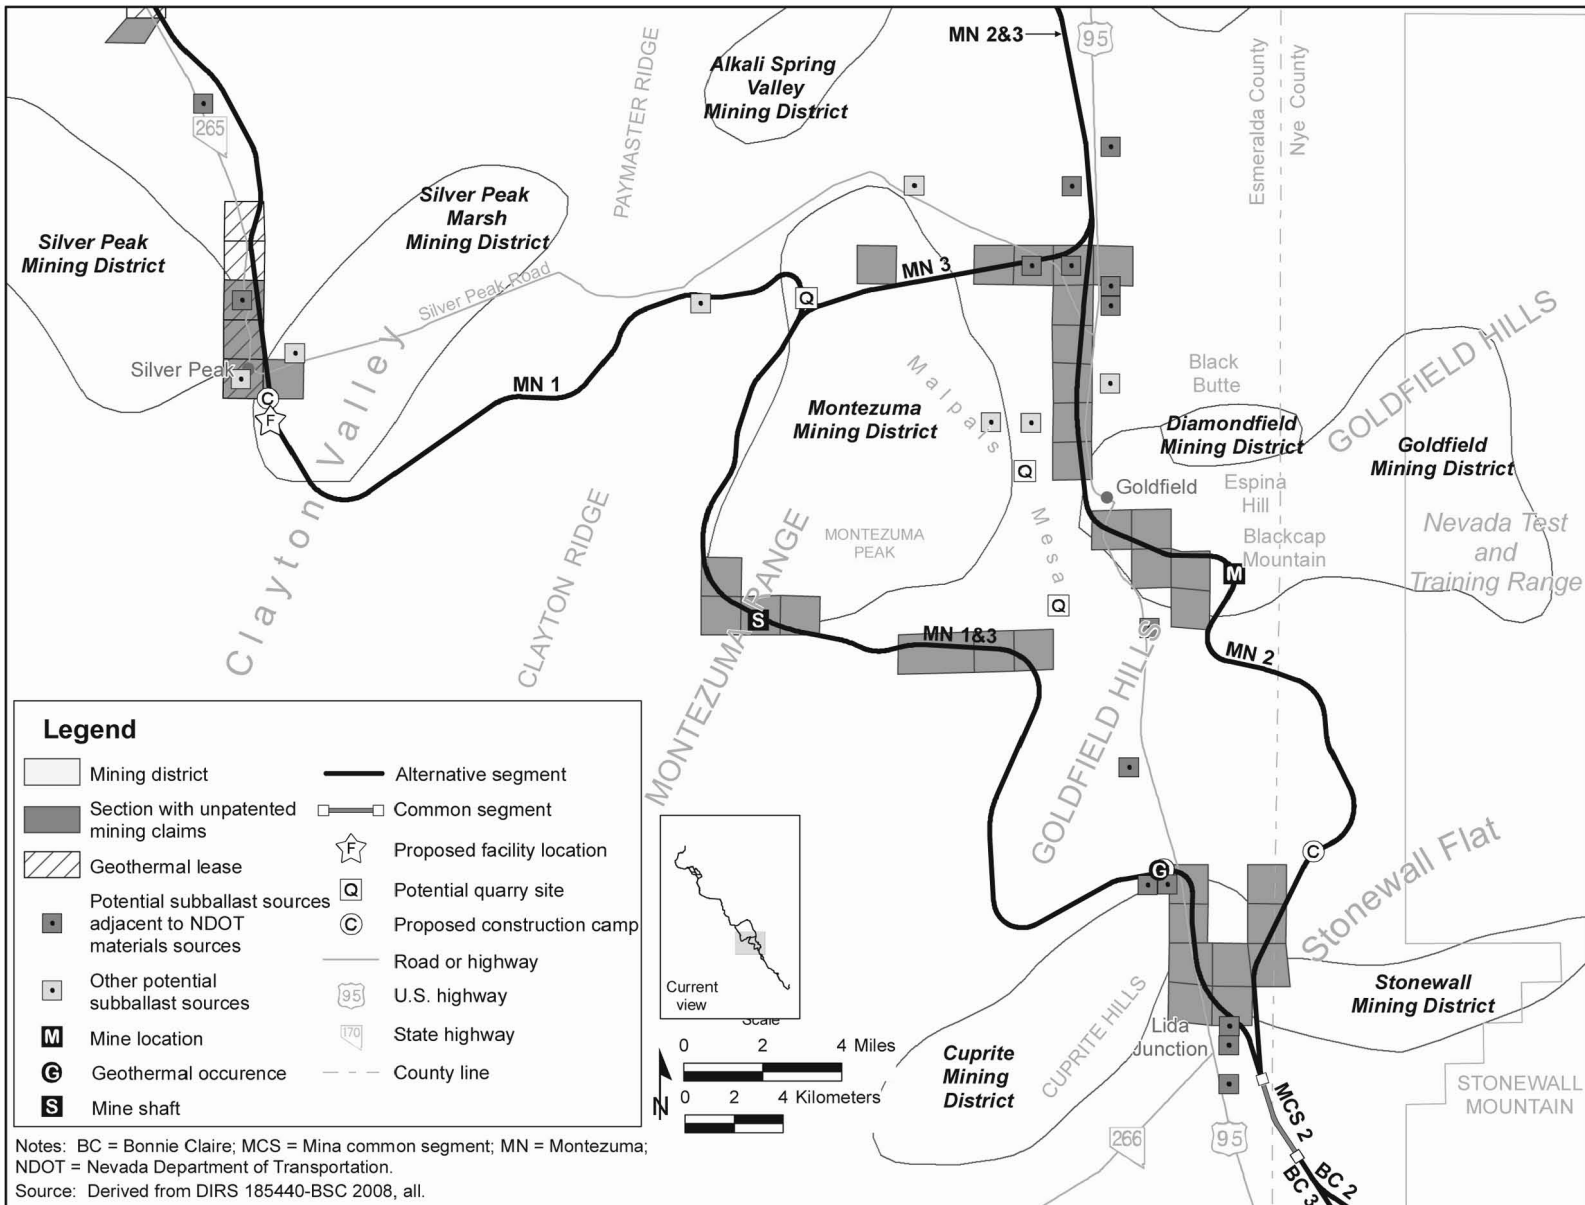 MN 2&3
95
Alkali Spring
Valley
Mining District
PAYMASTER RIDGE
Esmeralda County
Nye County
265
Silver Peak
Marsh
Mining District
Silver Peak
Mining District
Silver Peak Road
MN 3
Q
Silver Peak
C
F
MN 1
Clayton Valley
Malpais
Mesa
Black
Butte
GOLDFIELD HILLS
Montezuma
Mining District
Diamondfield
Mining District
Goldfield
Mining District
Q
Goldfield
Espina
Hill
Nevada Test
and
Training Range
MONTEZUMA
PEAK
Blackcap
Mountain
M
CLAYTON RIDGE
MONTEZUMA RANGE
S
Q
MN 1&3
MN 2
GOLDFIELD HILLS
C
G
Stonewall Flat
Stonewall
Mining District
CUPRITE HILLS
Lida
Junction
Cuprite
Mining
District
STONEWALL
MOUNTAIN
MCS 2
266
95
BC 2
BC 3
Legend
Mining district
Section with unpatented
mining claims
Geothermal lease
Potential subballast sources
adjacent to NDOT
materials sources
Other potential
subballast sources
M Mine location
G Geothermal occurence
S Mine shaft
Alternative segment
Common segment
F Proposed facility location
Q Potential quarry site
C Proposed construction camp
Road or highway
95 U.S. highway
170 State highway
County line
Current
view
Scale
0 2 4 Miles
0 2 4 Kilometers
N
Notes: BC = Bonnie Claire; MCS = Mina common segment; MN = Montezuma;
NDOT = Nevada Department of Transportation.
Source: Derived from DIRS 185440-BSC 2008, all.